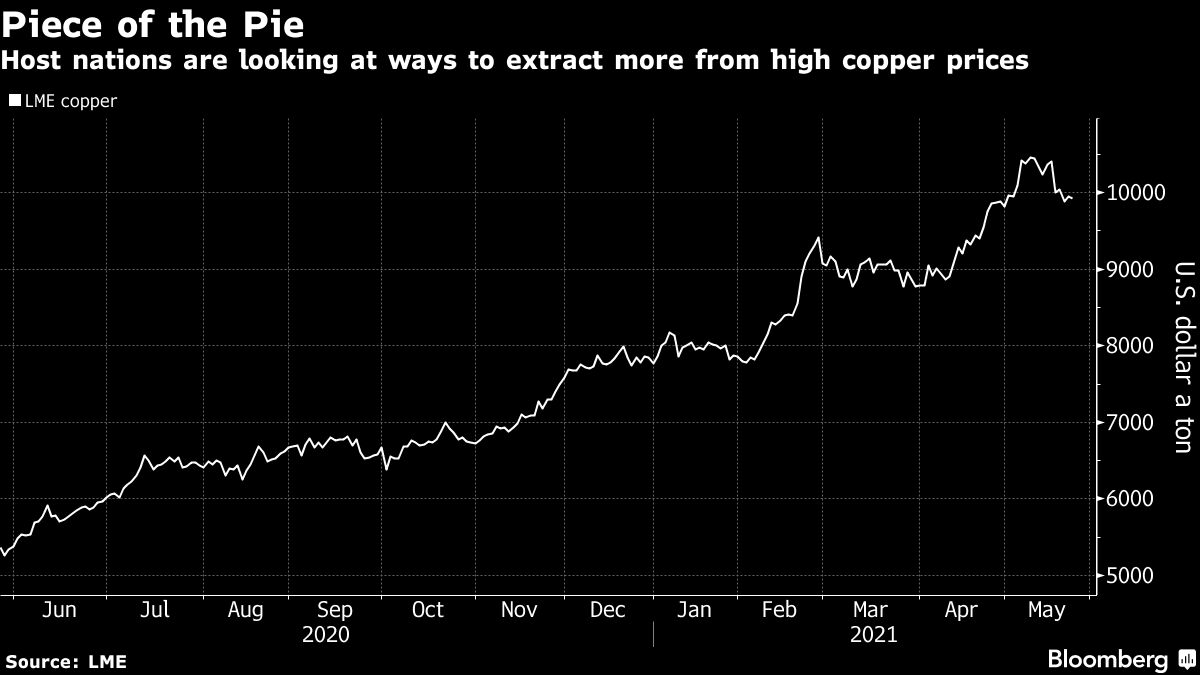 Piece of the Pie
Host nations are looking at ways to extract more from high copper prices
LME copper
10000
9000
8000
7000
6000
5000
U.S. dollar a ton
Jun Jul Aug Sep Oct Nov Dec Jan Feb Mar Apr May
2020 2021
Source: LME
Bloomberg